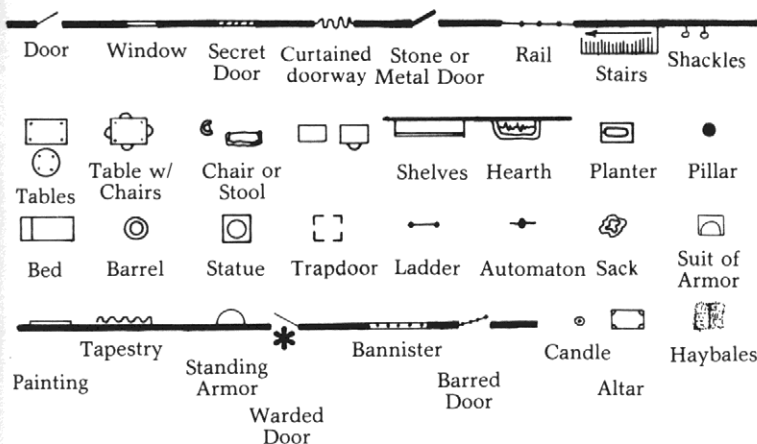 Door
Window
Secret
Door
Curtained
doorway
Stone or
Metal Door
Rail
Stairs
Shackles
Tables
Table w/
Chairs
Chair or
Stool
Shelves
Hearth
Planter
Pillar
Bed
Barrel
Statue
Trapdoor
Ladder
Automaton
Sack
Suit of
Armor
Painting
Tapestry
Standing
Armor
Warded
Door
Bannister
Barred
Door
Candle
Altar
Haybales